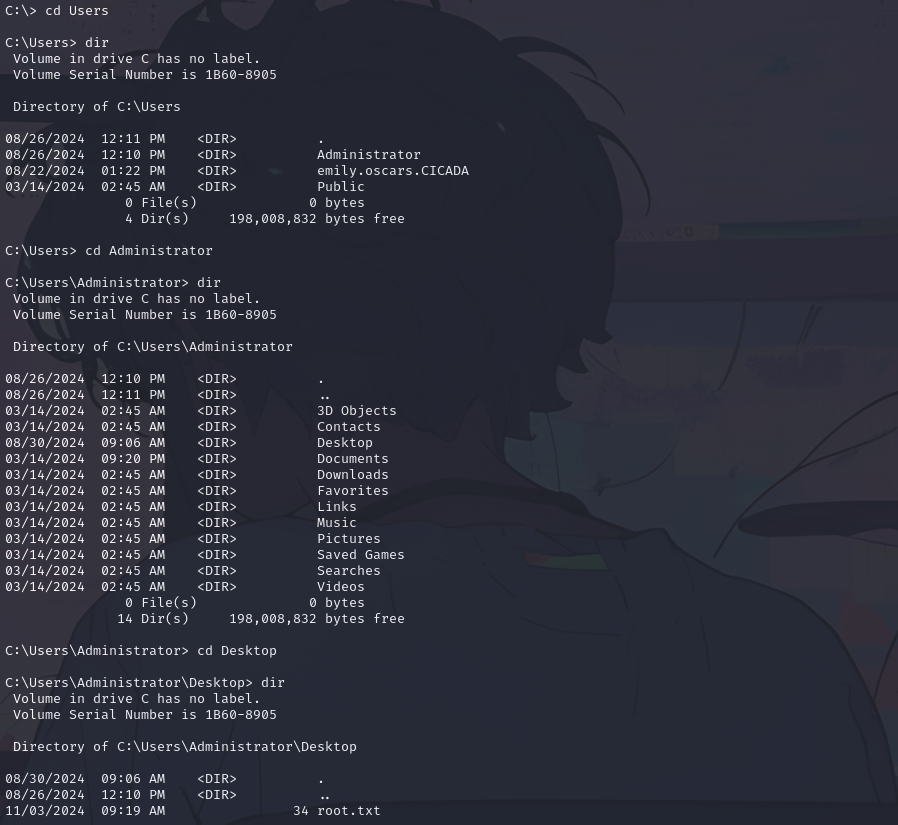 C:\> cd Users
C:\Users> dir
 Volume in drive C has no label.
 Volume Serial Number is 1B60-8905
 Directory of C:\Users
08/26/2024  12:11 PM    <DIR>          .
08/26/2024  12:10 PM    <DIR>          Administrator
08/22/2024  01:22 PM    <DIR>          emily.oscars.CICADA
03/14/2024  02:45 AM    <DIR>          Public
               0 File(s)              0 bytes
               4 Dir(s)     198,008,832 bytes free
C:\Users> cd Administrator
C:\Users\Administrator> dir
 Volume in drive C has no label.
 Volume Serial Number is 1B60-8905
 Directory of C:\Users\Administrator
08/26/2024  12:10 PM    <DIR>          .
08/26/2024  12:11 PM    <DIR>          ..
03/14/2024  02:45 AM    <DIR>          3D Objects
03/14/2024  02:45 AM    <DIR>          Contacts
08/30/2024  09:06 AM    <DIR>          Desktop
03/14/2024  09:20 PM    <DIR>          Documents
03/14/2024  02:45 AM    <DIR>          Downloads
03/14/2024  02:45 AM    <DIR>          Favorites
03/14/2024  02:45 AM    <DIR>          Links
03/14/2024  02:45 AM    <DIR>          Music
03/14/2024  02:45 AM    <DIR>          Pictures
03/14/2024  02:45 AM    <DIR>          Saved Games
03/14/2024  02:45 AM    <DIR>          Searches
03/14/2024  02:45 AM    <DIR>          Videos
               0 File(s)              0 bytes
              14 Dir(s)     198,008,832 bytes free
C:\Users\Administrator> cd Desktop
C:\Users\Administrator\Desktop> dir
 Volume in drive C has no label.
 Volume Serial Number is 1B60-8905
 Directory of C:\Users\Administrator\Desktop
08/30/2024  09:06 AM    <DIR>          .
08/26/2024  12:10 PM    <DIR>          ..
11/03/2024  09:19 AM                34 root.txt